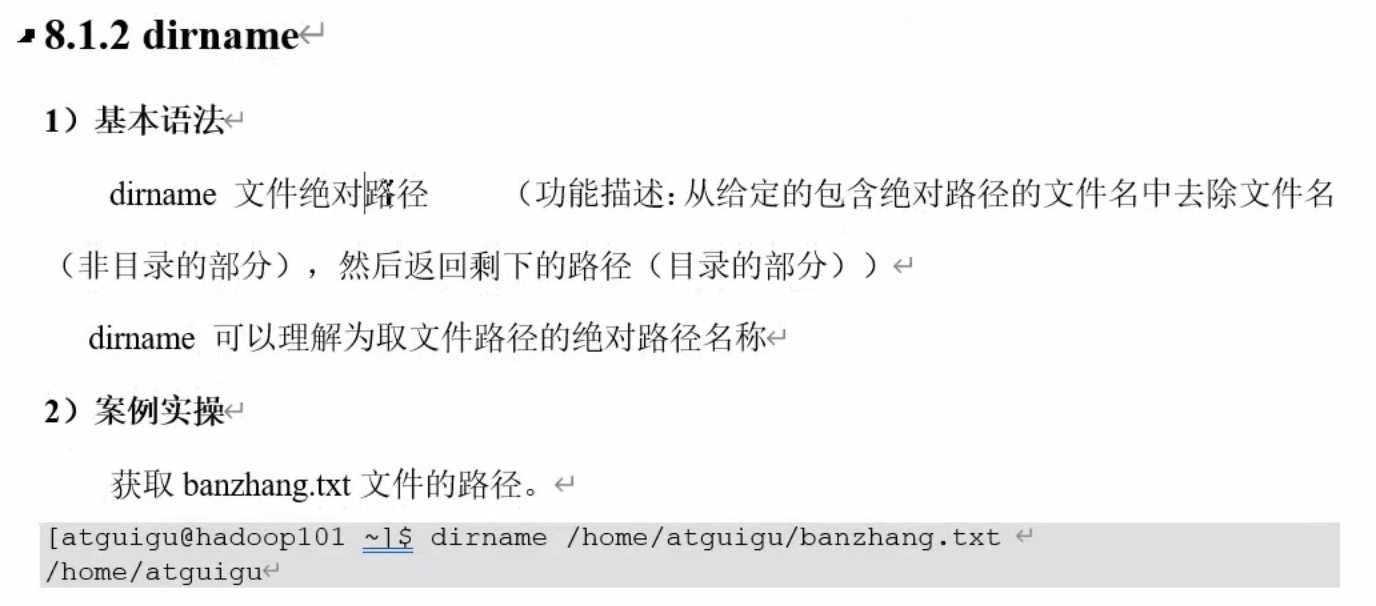 8.1.2 dirname
1）基本语法
dirname 文件绝对路径 （功能描述：从给定的包含绝对路径的文件名中去除文件名
（非目录的部分），然后返回剩下的路径（目录的部分））
dirname 可以理解为取文件路径的绝对路径名称
2）案例实操
获取 banzhang.txt 文件的路径。
[atguigu@hadoop101 ~]$ dirname /home/atguigu/banzhang.txt
/home/atguigu